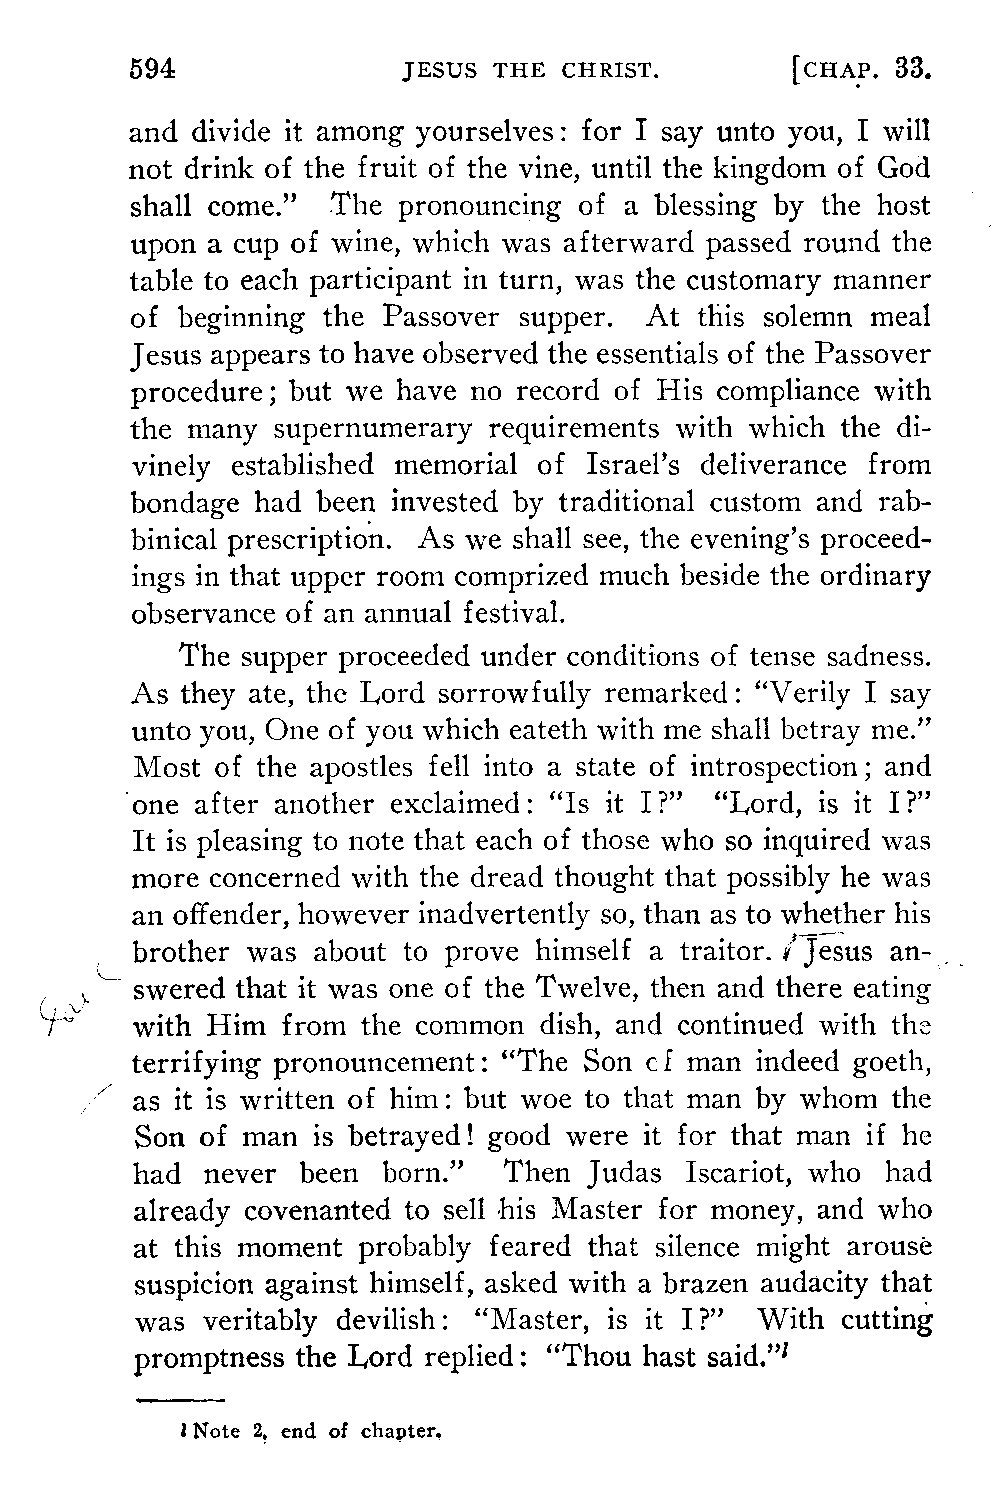 594 JESUS THE CHRIST. [CHAP. 33.
and divide it among yourselves: for I say unto you, I will
not drink of the fruit of the vine, until the kingdom of God
shall come.” The pronouncing of a blessing by the host
upon a cup of wine, which was afterward passed round the
table to each participant in turn, was the customary manner
of beginning the Passover supper. At this solemn meal
Jesus appears to have observed the essentials of the Passover
procedure; but we have no record of His compliance with
the many supernumerary requirements with which the di-
vinely established memorial of Israel’s deliverance from
bondage had been invested by traditional custom and rab-
binical prescription. As we shall see, the evening’s proceed-
ings in that upper room comprized much beside the ordinary
observance of an annual festival.
The supper proceeded under conditions of tense sadness.
As they ate, the Lord sorrowfully remarked: “Verily I say
unto you, One of you which eateth with me shall betray me.”
Most of the apostles fell into a state of introspection; and
one after another exclaimed: “Is it I?” “Lord, is it I?”
It is pleasing to note that each of those who so inquired was
more concerned with the dread thought that possibly he was
an offender, however inadvertently so, than as to whether his
brother was about to prove himself a traitor. Jesus an-
swered that it was one of the Twelve, then and there eating
with Him from the common dish, and continued with the
terrifying pronouncement: “The Son of man indeed goeth,
as it is written of him: but woe to that man by whom the
Son of man is betrayed! good were it for that man if he
had never been born.” Then Judas Iscariot, who had
already covenanted to sell his Master for money, and who
at this moment probably feared that silence might arouse
suspicion against himself, asked with a brazen audacity that
was veritably devilish: “Master, is it I?” With cutting
promptness the Lord replied: “Thou hast said.”l
l Note 2, end of chapter.